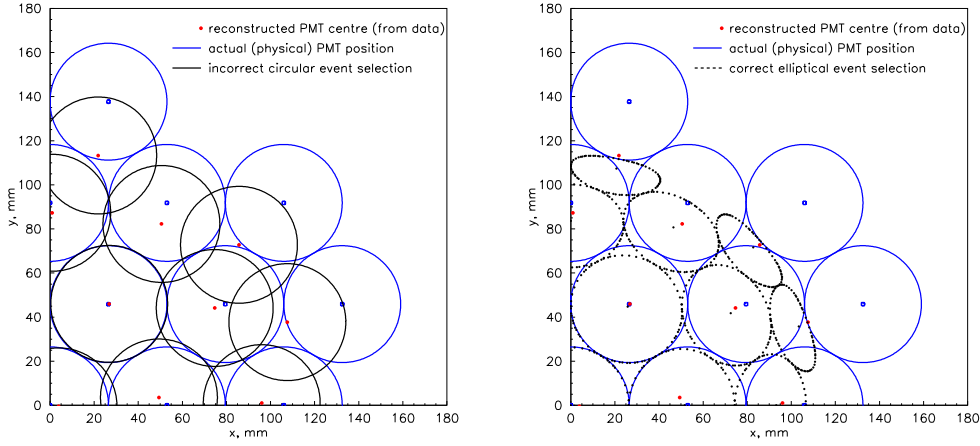 reconstructed PMT centre (from data)
actual (physical) PMT position
incorrect circular event selection
y, mm
180
160
140
120
100
80
60
40
20
0
0 20 40 60 80 100 120 140 160 180
x, mm
reconstructed PMT centre (from data)
actual (physical) PMT position
correct elliptical event selection
y, mm
180
160
140
120
100
80
60
40
20
0
0 20 40 60 80 100 120 140 160 180
x, mm